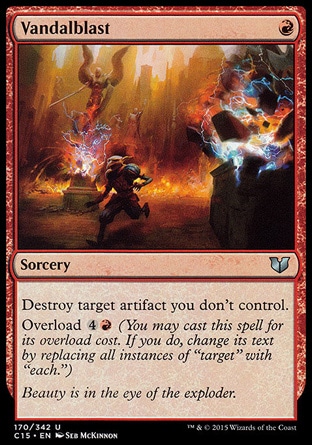 Vandalblast
Sorcery
Destroy target artifact you don't control.
Overload 4 (You may cast this spell for
its overload cost. If you do, change its text
by replacing all instances of "target" with
"each.")
Beauty is in the eye of the exploder.
170/342 U
C15 • EN Seb McKinnon
™ & © 2015 Wizards of the Coast